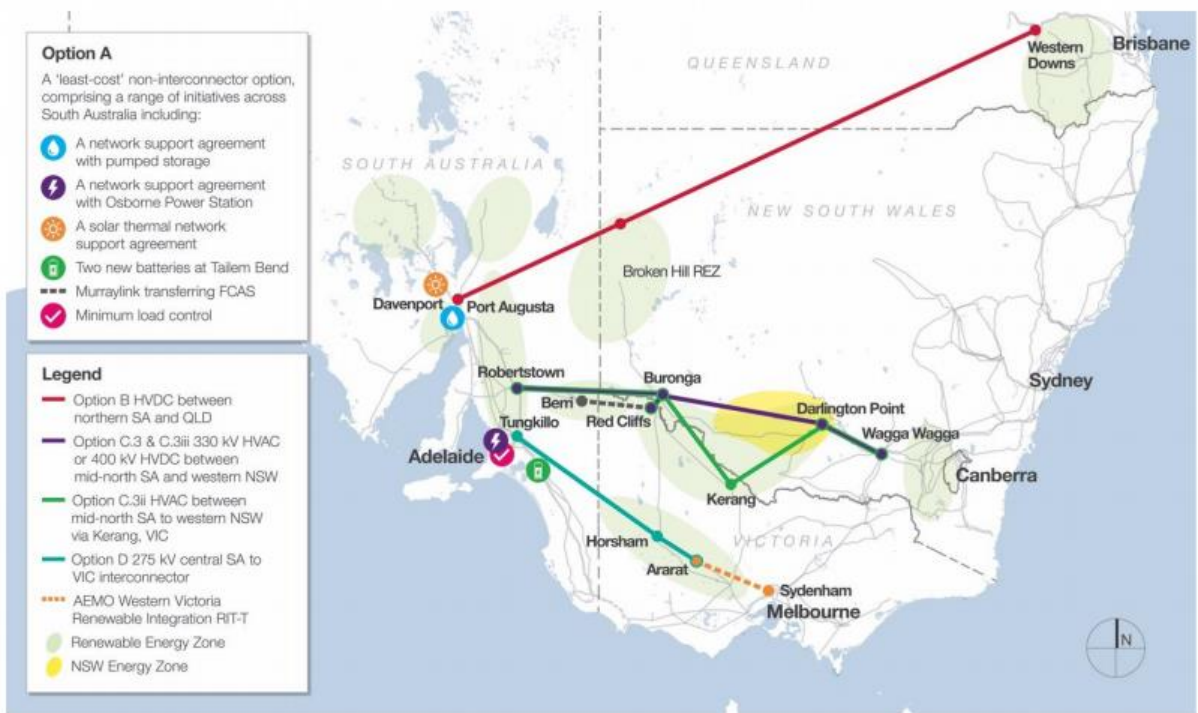 Option A
A 'least-cost' non-interconnector option,
comprising a range of initiatives across
South Australia including:
A network support agreement
with pumped storage
A network support agreement
with Osborne Power Station
A solar thermal network
support agreement
Two new batteries at Tailem Bend
Murraylink transferring FCAS
Minimum load control
Legend
Option B HVDC between
northern SA and QLD
Option C.3 & C.3iii 330 kV HVAC
or 400 kV HVDC between
mid-north SA and western NSW
Option C.3ii HVAC between
mid-north SA to western NSW
via Kerang, VIC
Option D 275 kV central SA to
VIC interconnector
AEMO Western Victoria
Renewable Integration RIT-T
Renewable Energy Zone
NSW Energy Zone
Western
Downs
Brisbane
QUEENSLAND
SOUTH AUSTRALIA
NEW SOUTH WALES
Broken Hill REZ
Davenport
Port Augusta
Robertstown
Buronga
Berri
Red Cliffs
Darlington Point
Sydney
Tungkillo
Wagga Wagga
Adelaide
Canberra
Kerang
Horsham
VICTORIA
Ararat
Sydenham
Melbourne
N